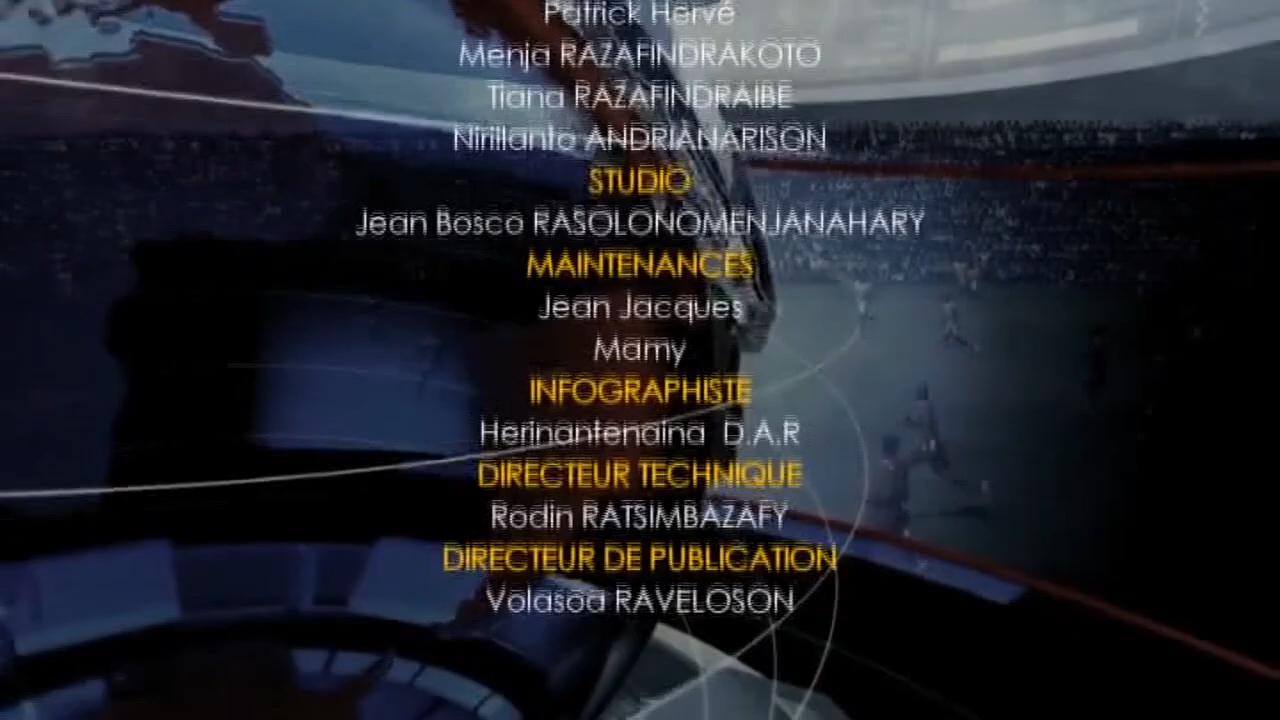 Patrick Hervé
Menja RAZAFINDRAKOTO
Tiana RAZAFINDRAIBE
Nirillanto ANDRIANARISON
STUDIO
Jean Bosco RASOLONOMENJANAHARY
MAINTENANCES
Jean Jacques
Mamy
INFOGRAPHISTE
Herinantenaina D.A.R
DIRECTEUR TECHNIQUE
Rodin RATSIMBAZAFY
DIRECTEUR DE PUBLICATION
Volasoa RAVELOSON